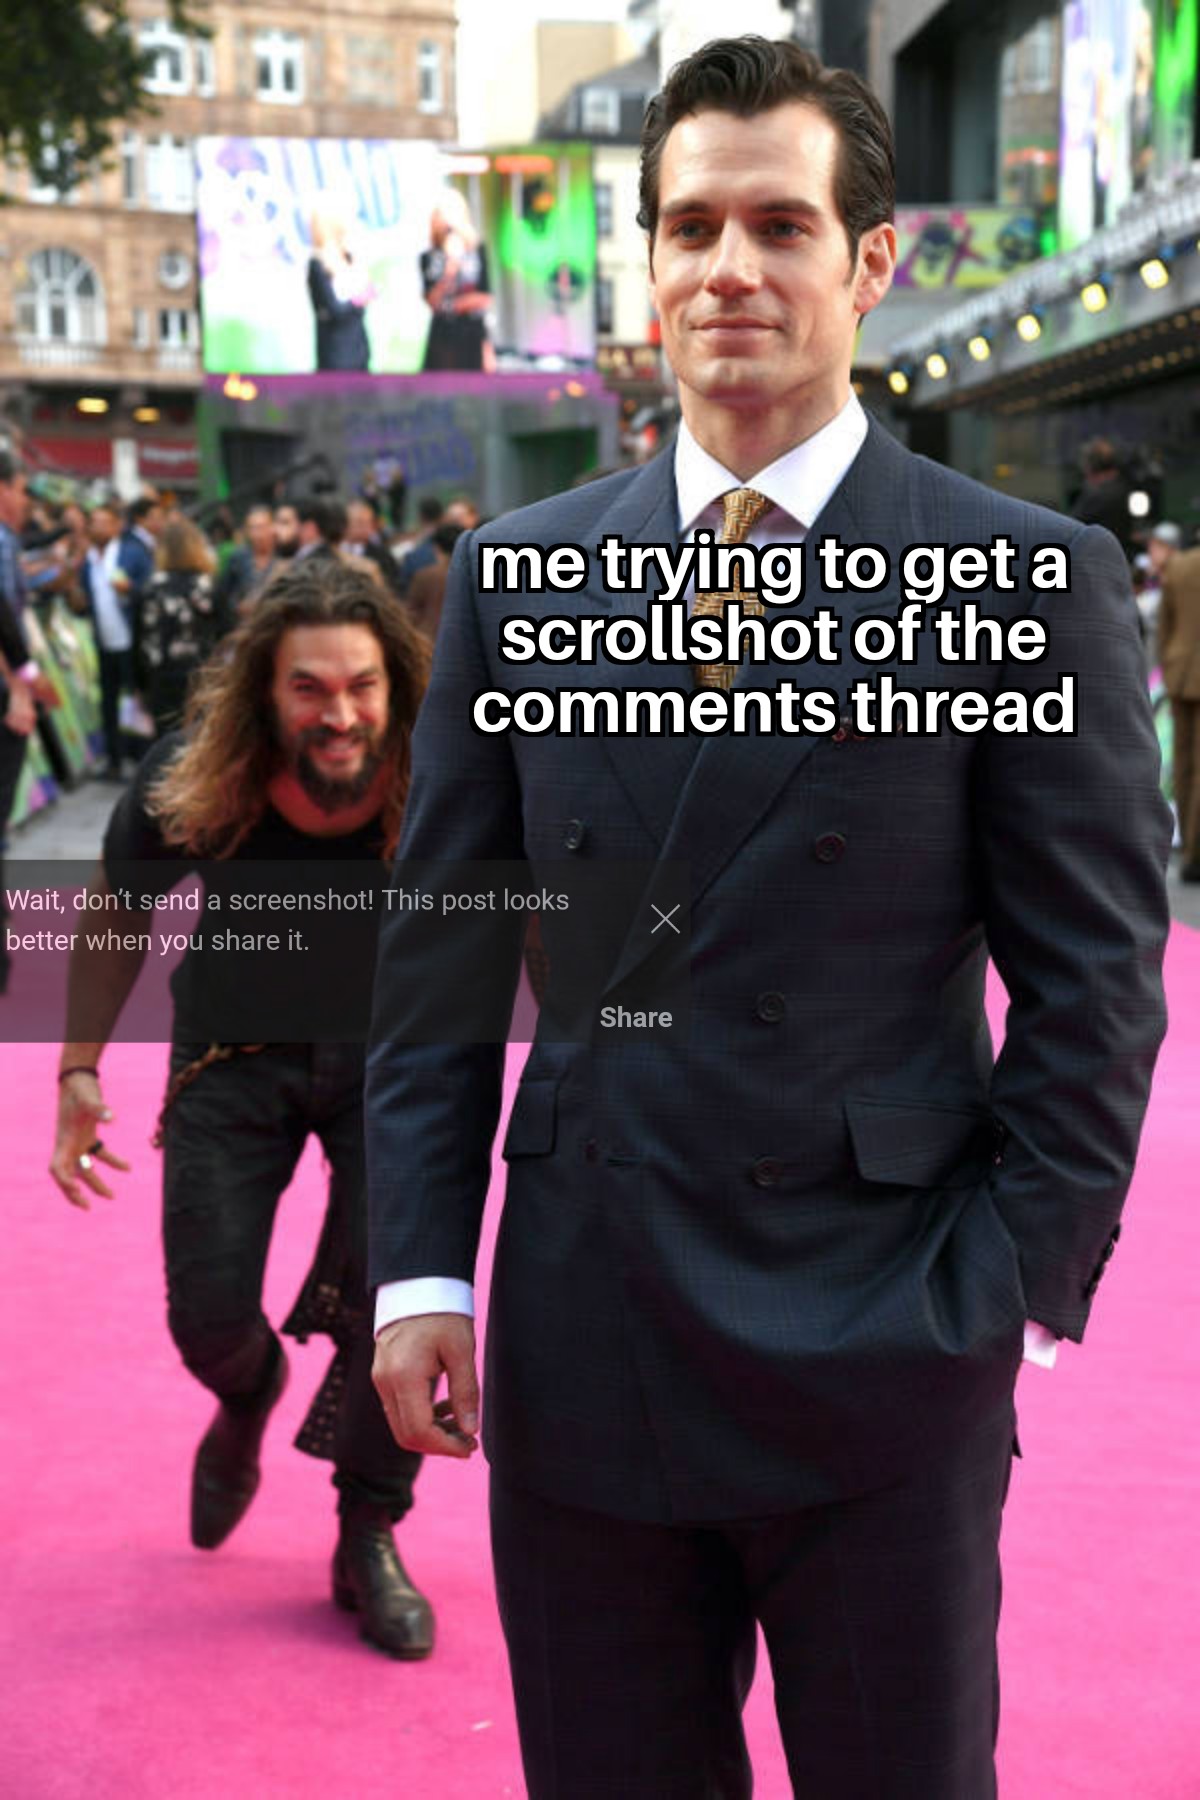 me trying to get a
scrollshot of the
comments thread
Wait, don’t send a screenshot! This post looks
better when you share it.
Share